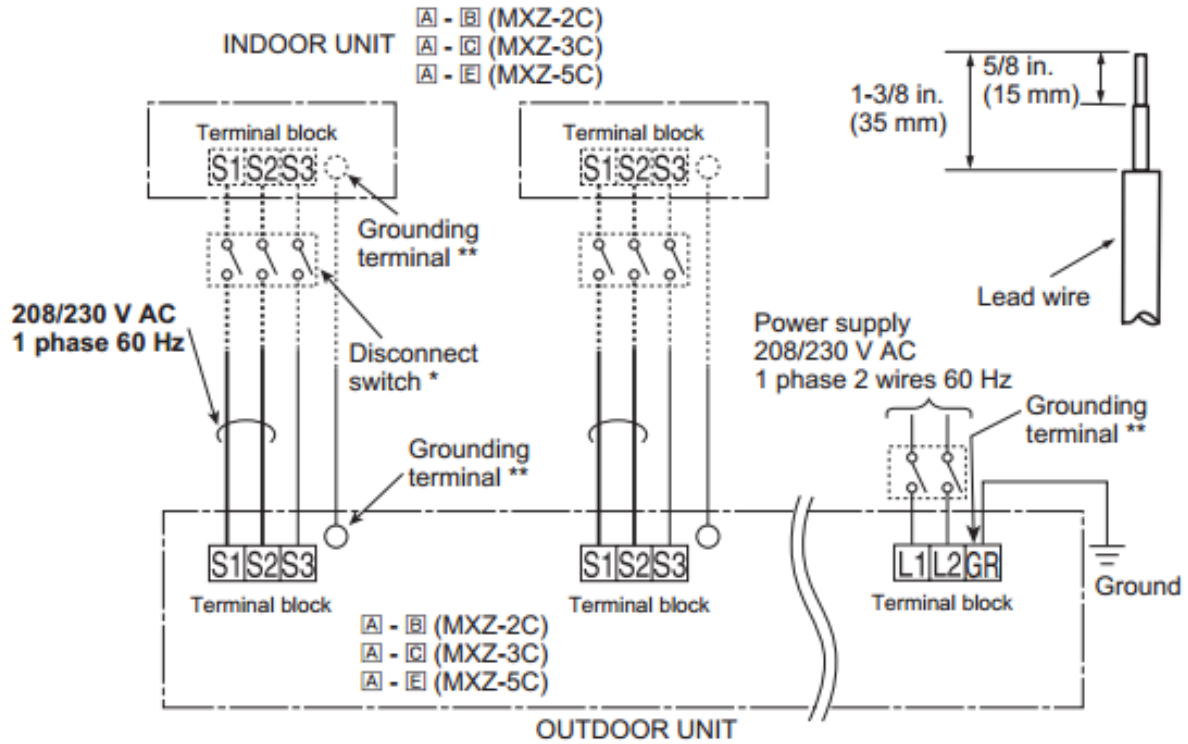 INDOOR UNIT
🄰 - 🄱 (MXZ-2C)
🄰 - 🄲 (MXZ-3C)
🄰 - 🄴 (MXZ-5C)
5/8 in.
(15 mm)
1-3/8 in.
(35 mm)
Lead wire
Terminal block
S1 S2 S3
Grounding
terminal **
Disconnect
switch *
208/230 V AC
1 phase 60 Hz
Grounding
terminal **
Terminal block
S1 S2 S3
Power supply
208/230 V AC
1 phase 2 wires 60 Hz
Grounding
terminal **
S1 S2 S3
Terminal block
S1 S2 S3
Terminal block
L1 L2 GR
Terminal block
Ground
🄰 - 🄱 (MXZ-2C)
🄰 - 🄲 (MXZ-3C)
🄰 - 🄴 (MXZ-5C)
OUTDOOR UNIT